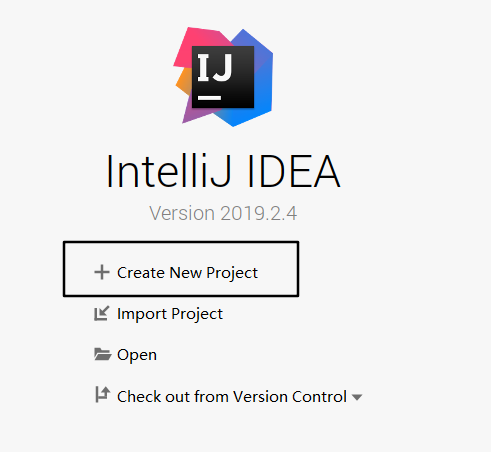 IJ
IntelliJ IDEA
Version 2019.2.4
Create New Project
Import Project
Open
Check out from Version Control